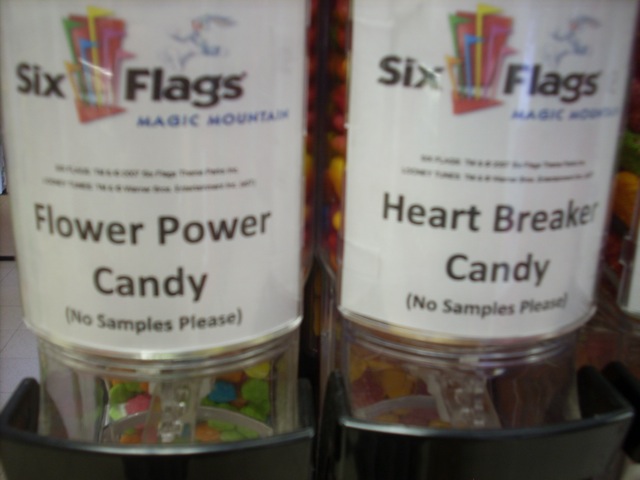 Six Flags
MAGIC MOUNTAIN
Flower Power
Candy
(No Samples Please)
Six Flags
MAGIC MOUNTAIN
Heart Breaker
Candy
(No Samples Please)